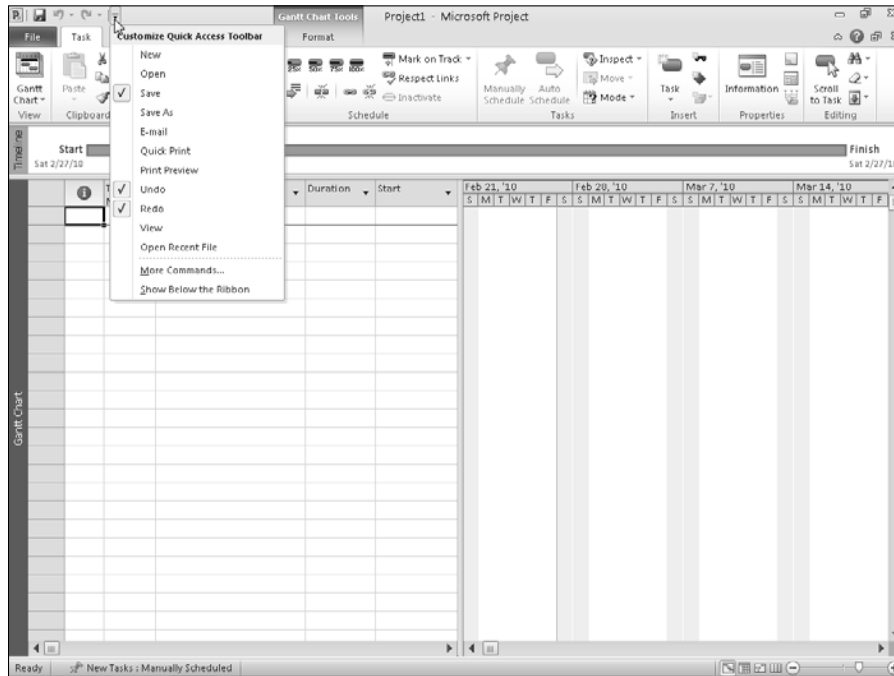 Gantt Chart Tools
Project1 - Microsoft Project
File
Task
Format
Customize Quick Access Toolbar
New
Open
Save
Save As
E-mail
Quick Print
Print Preview
Undo
Redo
View
Open Recent File
More Commands...
Show Below the Ribbon
Gantt
Chart
View
Paste
Clipboard
Mark on Track
Respect Links
Inactivate
Schedule
Manually
Schedule
Auto
Schedule
Inspect
Move
Mode
Tasks
Task
Insert
Information
Properties
Scroll
to Task
Editing
Timeline
Start
Sat 2/27/10
Finish
Sat 2/27/1
Duration
Start
Feb 21, '10
Feb 28, '10
Mar 7, '10
Mar 14, '10
S M T W T F S S M T W T F S S M T W T F S S M T W T F
Gantt Chart
Ready
New Tasks : Manually Scheduled